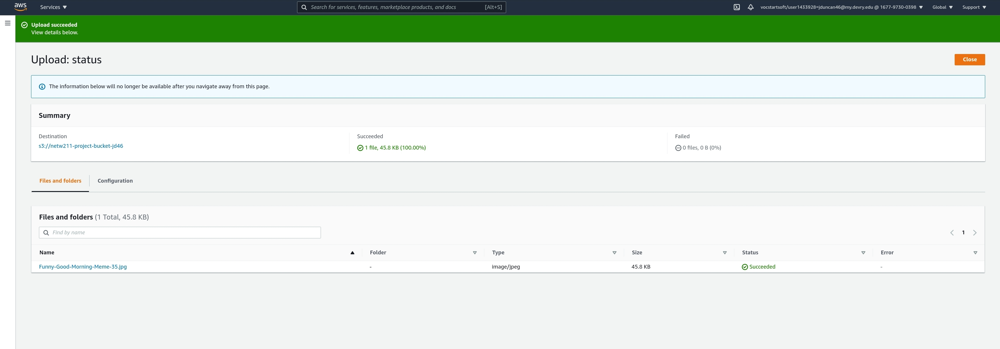 aws Services Search for services, features, marketplace products, and docs [Alt+S] vocstartsoft/user1433928=jduncan46@my.devry.edu @ 1677-9730-0398 Global Support
Upload succeeded
View details below.
Upload: status Close
The information below will no longer be available after you navigate away from this page.
Summary
Destination Succeeded Failed
s3://netw211-project-bucket-jd46 1 file, 45.8 KB (100.00%) 0 files, 0 B (0%)
Files and folders Configuration
Files and folders (1 Total, 45.8 KB)
Find by name 1
Name Folder Type Size Status Error
Funny-Good-Morning-Meme-35.jpg - image/jpeg 45.8 KB Succeeded -